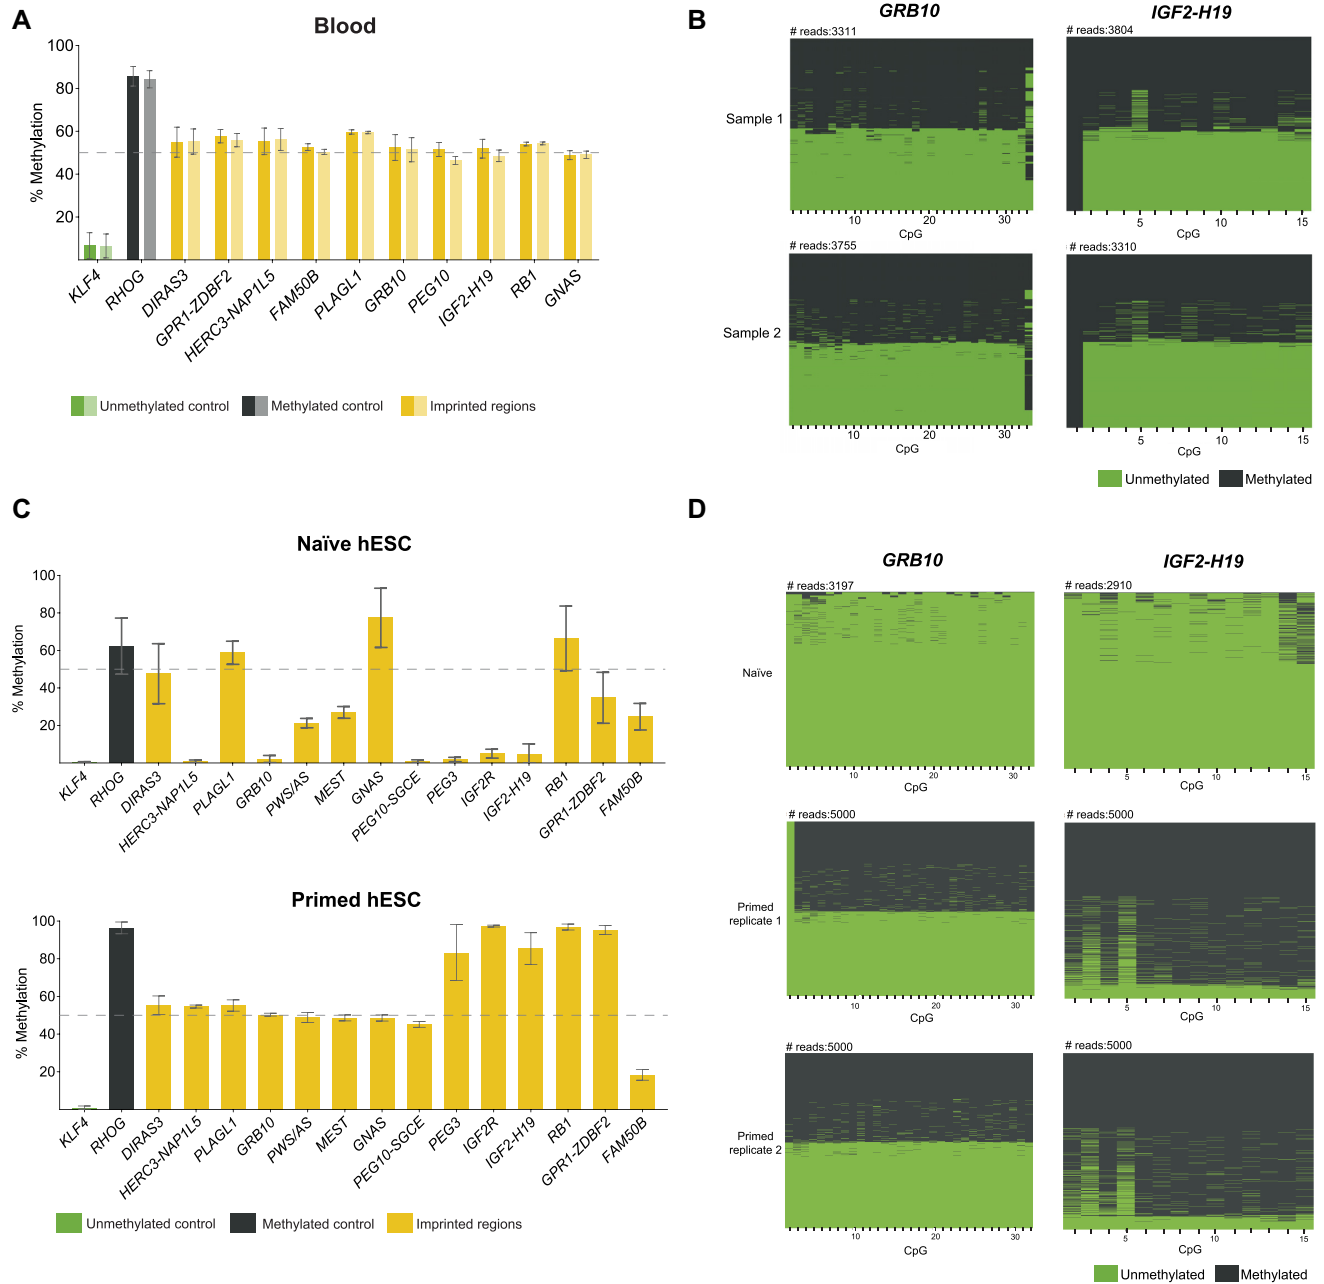 A
Blood
% Methylation
100
80
60
40
20
KLF4
RHOG
DIRAS3
GPR1-ZDBF2
HERC3-NAP1L5
FAM50B
PLAGL1
GRB10
PEG10
IGF2-H19
RB1
GNAS
Unmethylated control
Methylated control
Imprinted regions
B
GRB10
IGF2-H19
# reads:3311
# reads:3804
Sample 1
10
20
30
CpG
5
10
15
CpG
# reads:3755
# reads:3310
Sample 2
10
20
30
CpG
5
10
15
CpG
Unmethylated
Methylated
C
Naïve hESC
% Methylation
100
80
60
40
20
KLF4
RHOG
DIRAS3
HERC3-NAP1L5
PLAGL1
GRB10
PWS/AS
MEST
GNAS
PEG10-SGCE
PEG3
IGF2R
IGF2-H19
RB1
GPR1-ZDBF2
FAM50B
Primed hESC
% Methylation
100
80
60
40
20
KLF4
RHOG
DIRAS3
HERC3-NAP1L5
PLAGL1
GRB10
PWS/AS
MEST
GNAS
PEG10-SGCE
PEG3
IGF2R
IGF2-H19
RB1
GPR1-ZDBF2
FAM50B
Unmethylated control
Methylated control
Imprinted regions
D
GRB10
IGF2-H19
# reads:3197
# reads:2910
Naïve
10
20
30
CpG
5
10
15
CpG
# reads:5000
# reads:5000
Primed
replicate 1
10
20
30
CpG
5
10
15
CpG
# reads:5000
# reads:5000
Primed
replicate 2
10
20
30
CpG
5
10
15
CpG
Unmethylated
Methylated